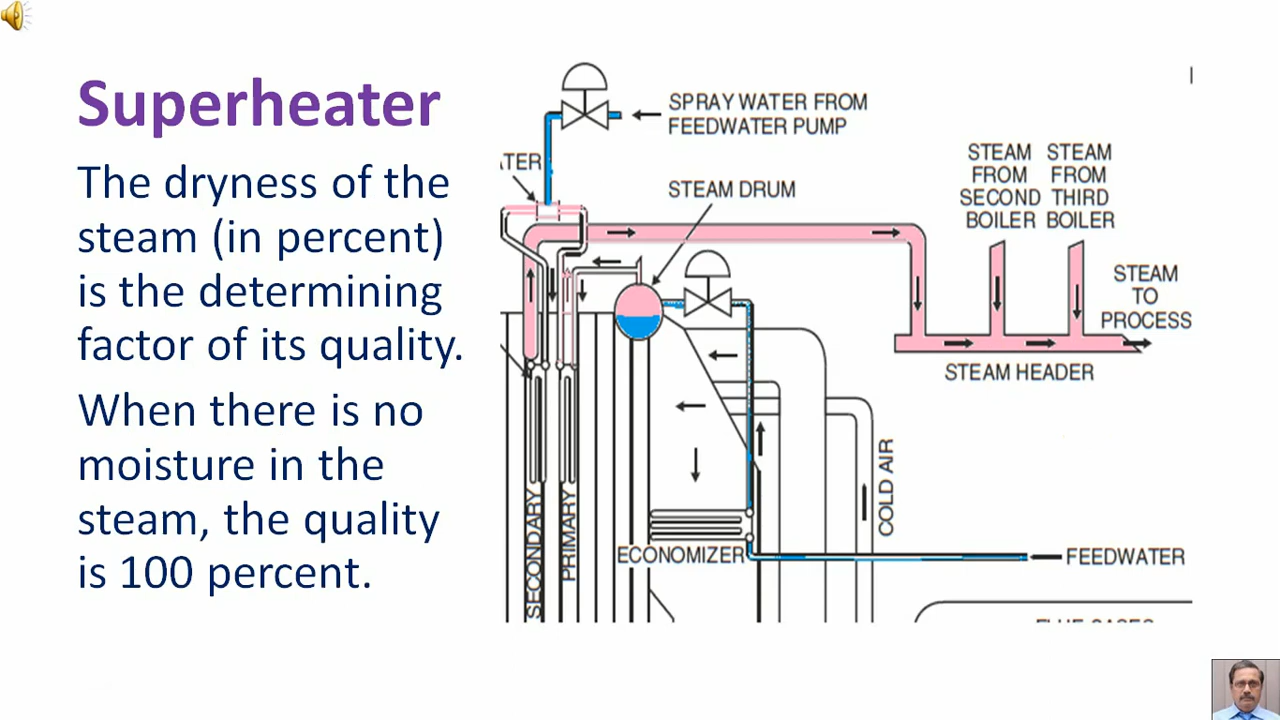 Superheater
The dryness of the
steam (in percent)
is the determining
factor of its quality.
When there is no
moisture in the
steam, the quality
is 100 percent.
SPRAY WATER FROM
FEEDWATER PUMP
STEAM DRUM
STEAM
FROM
SECOND
BOILER
STEAM
FROM
THIRD
BOILER
STEAM
TO
PROCESS
STEAM HEADER
COLD AIR
SECONDARY
PRIMARY
ECONOMIZER
FEEDWATER